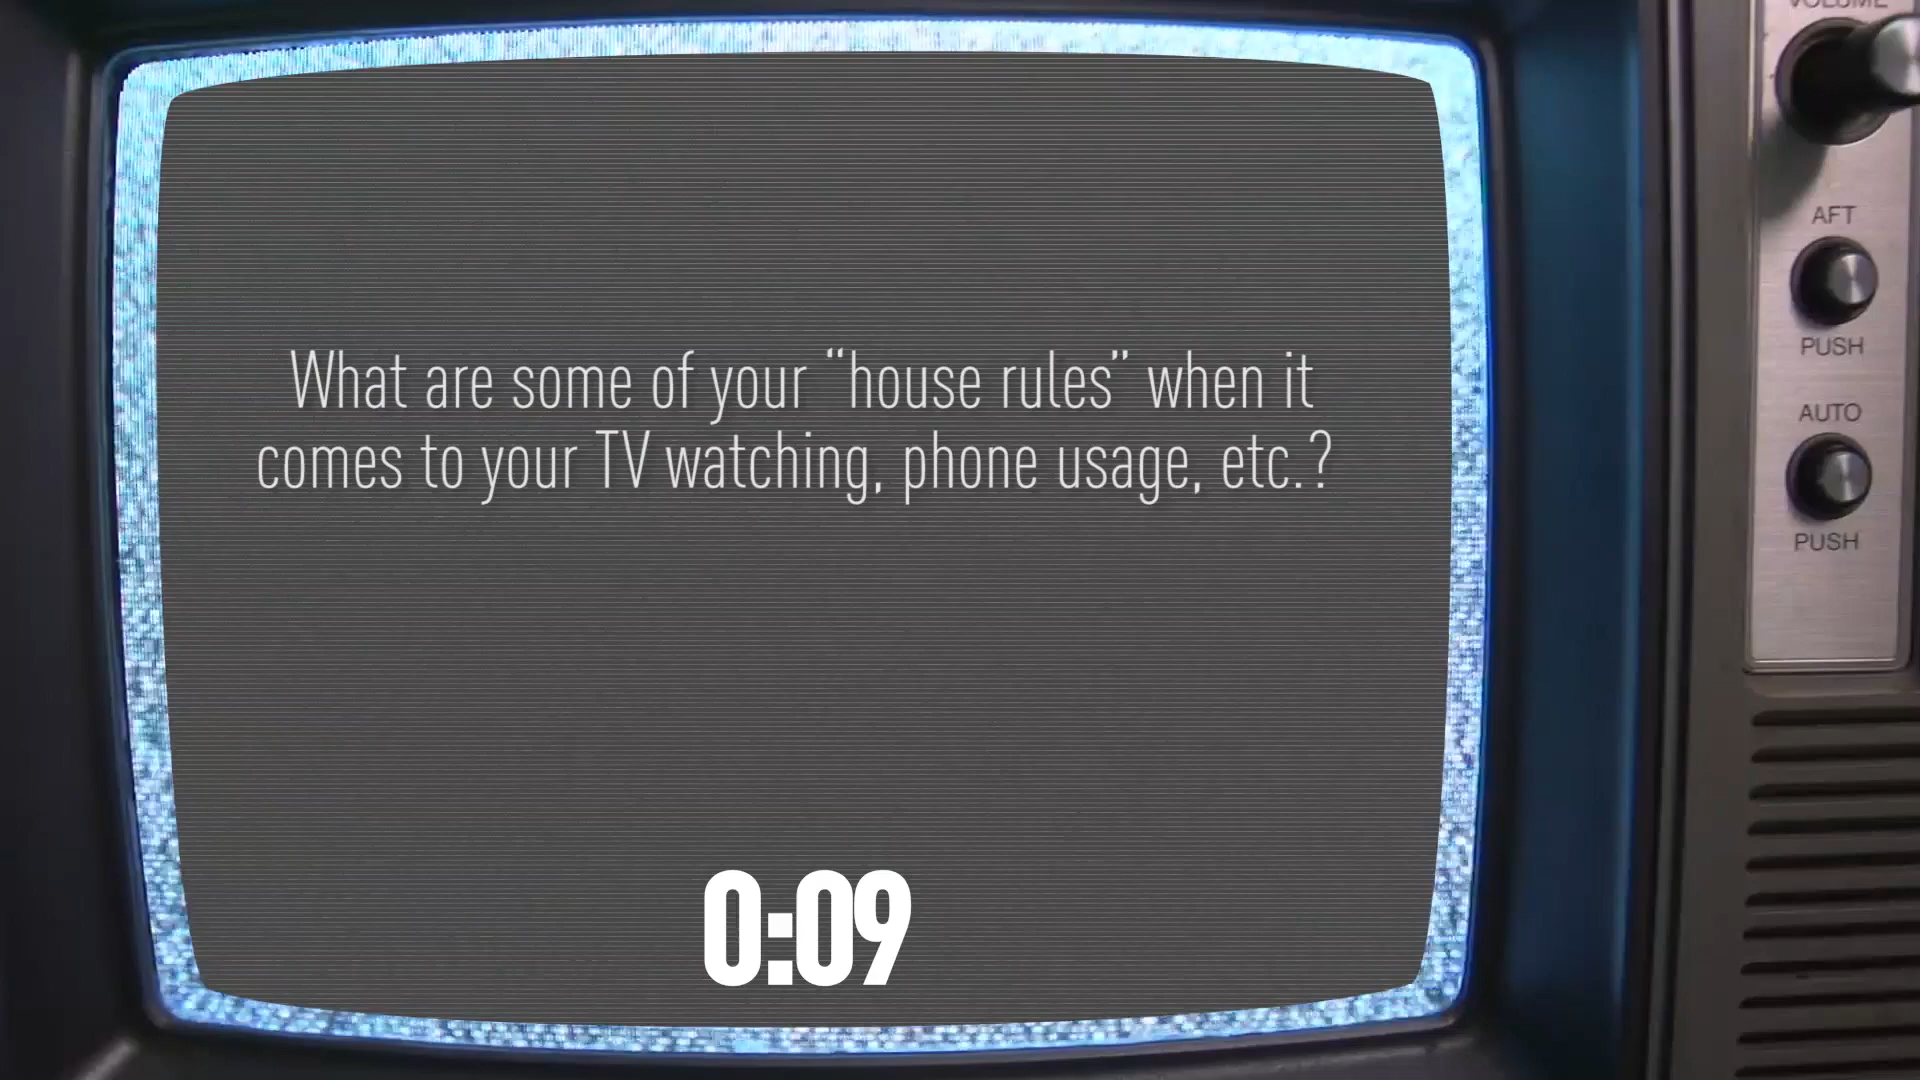 VOLUME
What are some of your “house rules” when it
comes to your TV watching, phone usage, etc.?
0:09
AFT
PUSH
AUTO
PUSH